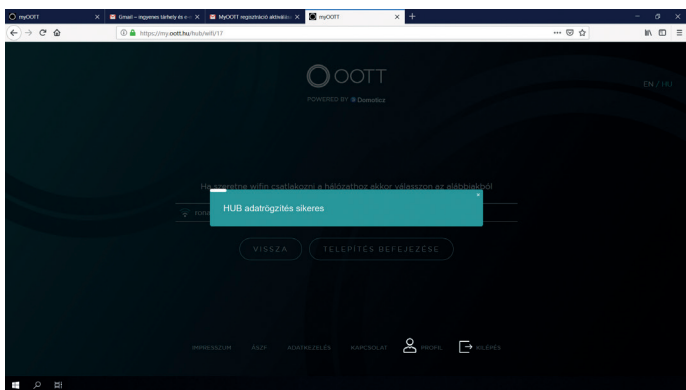 myOOTT
Gmail – ingyenes tárhely és e-
MyOOTT regisztráció aktiválás
myOOTT
https://my.oott.hu/hub/wifi/17
OOTT
POWERED BY Domoticz
EN / HU
Ha szeretne wifin csatlakozni a hálózathoz akkor válasszon az alábbiakból
HUB adatrögzítés sikeres
VISSZA
TELEPÍTÉS BEFEJEZÉSE
IMPRESSZUM ÁSZF ADATKEZELÉS KAPCSOLAT PROFIL KILÉPÉS